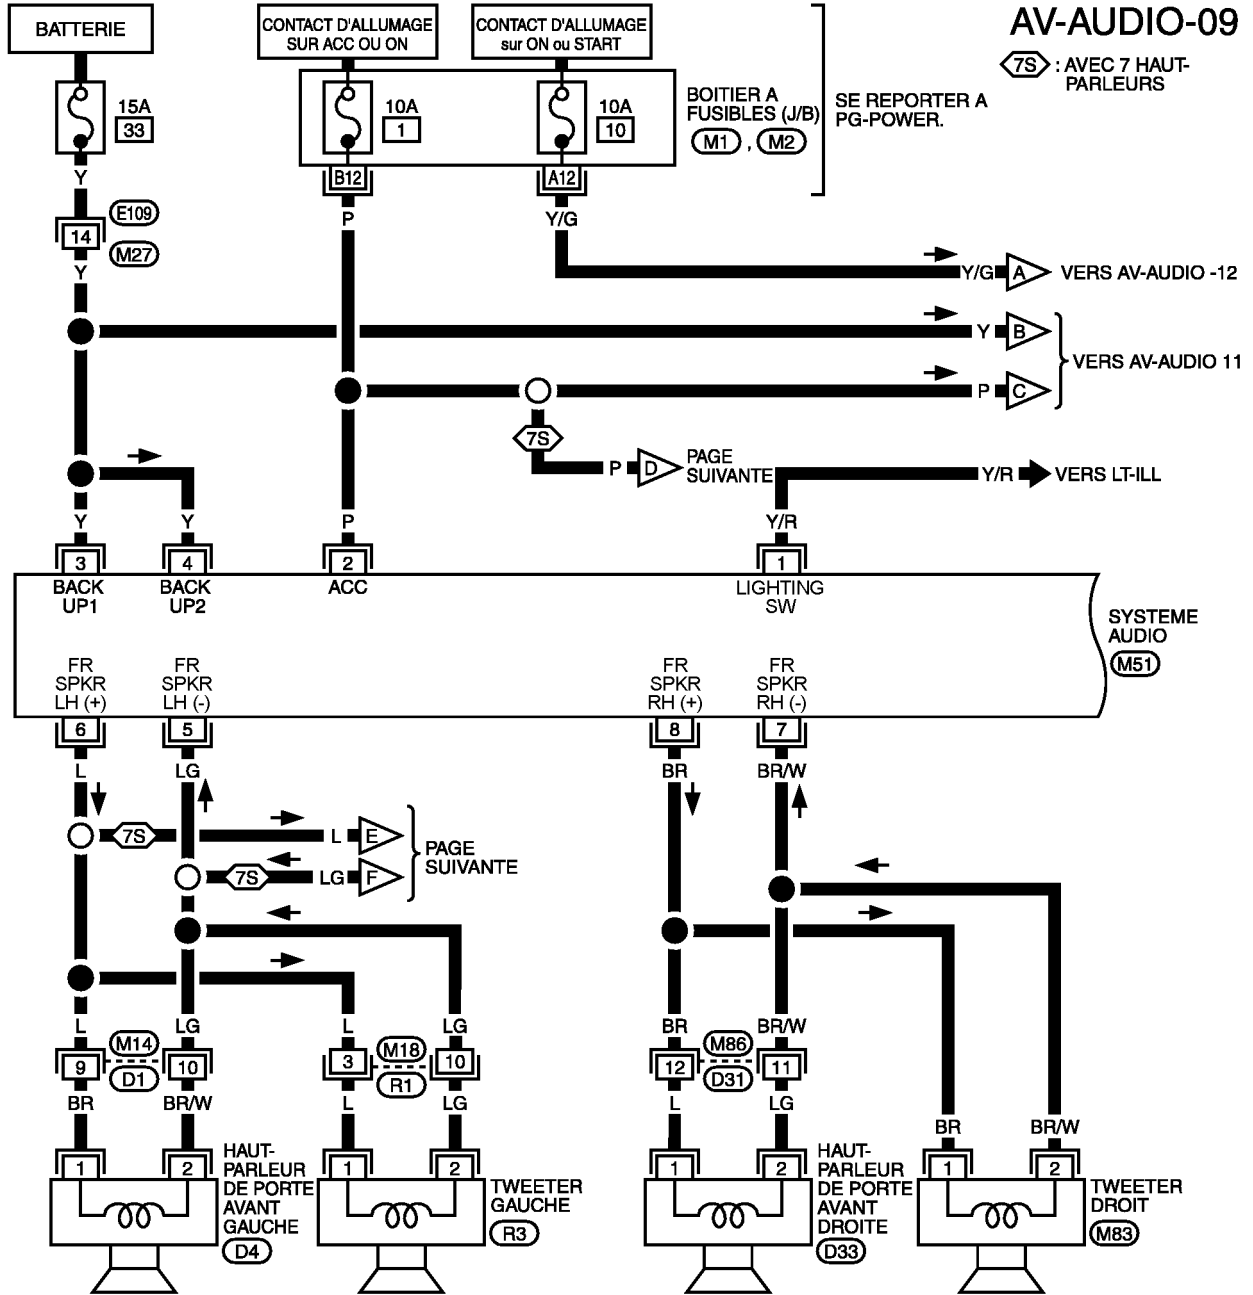 BATTERIE
CONTACT D'ALLUMAGE
SUR ACC OU ON
CONTACT D'ALLUMAGE
sur ON ou START
AV-AUDIO-09
7S : AVEC 7 HAUT-
PARLEURS
15A
33
10A
1
10A
10
BOITIER A
FUSIBLES (J/B)
M1 , M2
SE REPORTER A
PG-POWER.
Y
B12
A12
E109
14
M27
P
Y/G
Y
Y/G A VERS AV-AUDIO -12
Y B
VERS AV-AUDIO 11
P C
7S
P D
PAGE
SUIVANTE
Y/R VERS LT-ILL
Y
Y
P
Y/R
3
4
2
1
BACK
UP1
BACK
UP2
ACC
LIGHTING
SW
SYSTEME
AUDIO
M51
FR
SPKR
LH (+)
FR
SPKR
LH (-)
FR
SPKR
RH (+)
FR
SPKR
RH (-)
6
5
8
7
L
LG
BR
BR/W
7S
L E
7S
LG F
PAGE
SUIVANTE
L
LG
L
LG
BR
BR/W
9
M14
D1
10
3
M18
R1
10
12
M86
D31
11
BR
BR/W
L
LG
L
LG
BR
BR/W
1
2
1
2
1
2
1
2
HAUT-
PARLEUR
DE PORTE
AVANT
GAUCHE
D4
TWEETER
GAUCHE
R3
HAUT-
PARLEUR
DE PORTE
AVANT
DROITE
D33
TWEETER
DROIT
M83